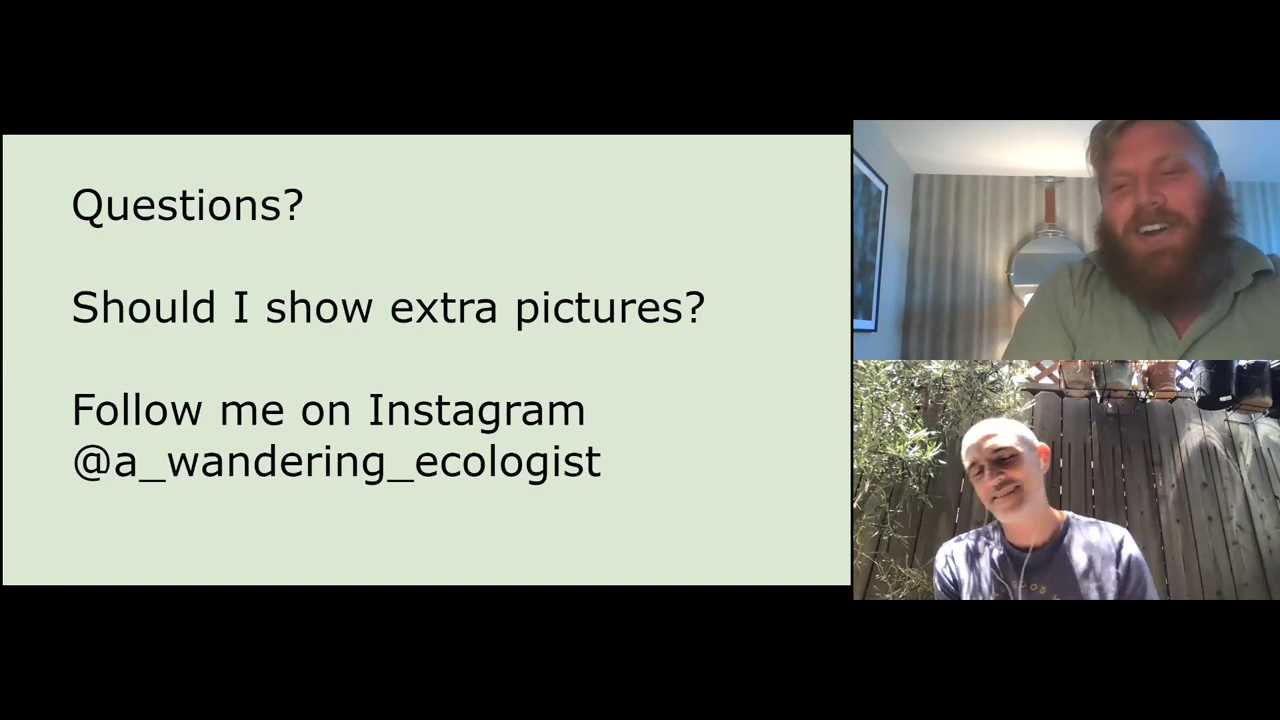 Questions?
Should I show extra pictures?
Follow me on Instagram
@a_wandering_ecologist